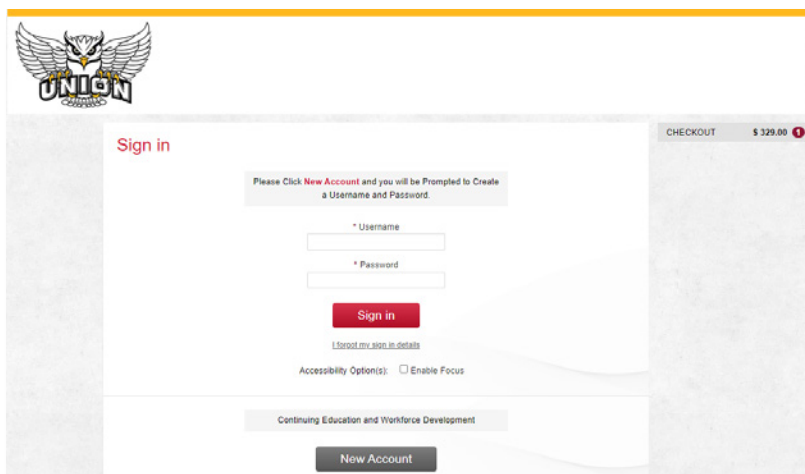 UNION
CHECKOUT $ 329.00 1
Sign in
Please Click New Account and you will be Prompted to Create
a Username and Password.
* Username
* Password
Sign in
I forgot my sign in details
Accessibility Option(s): Enable Focus
Continuing Education and Workforce Development
New Account